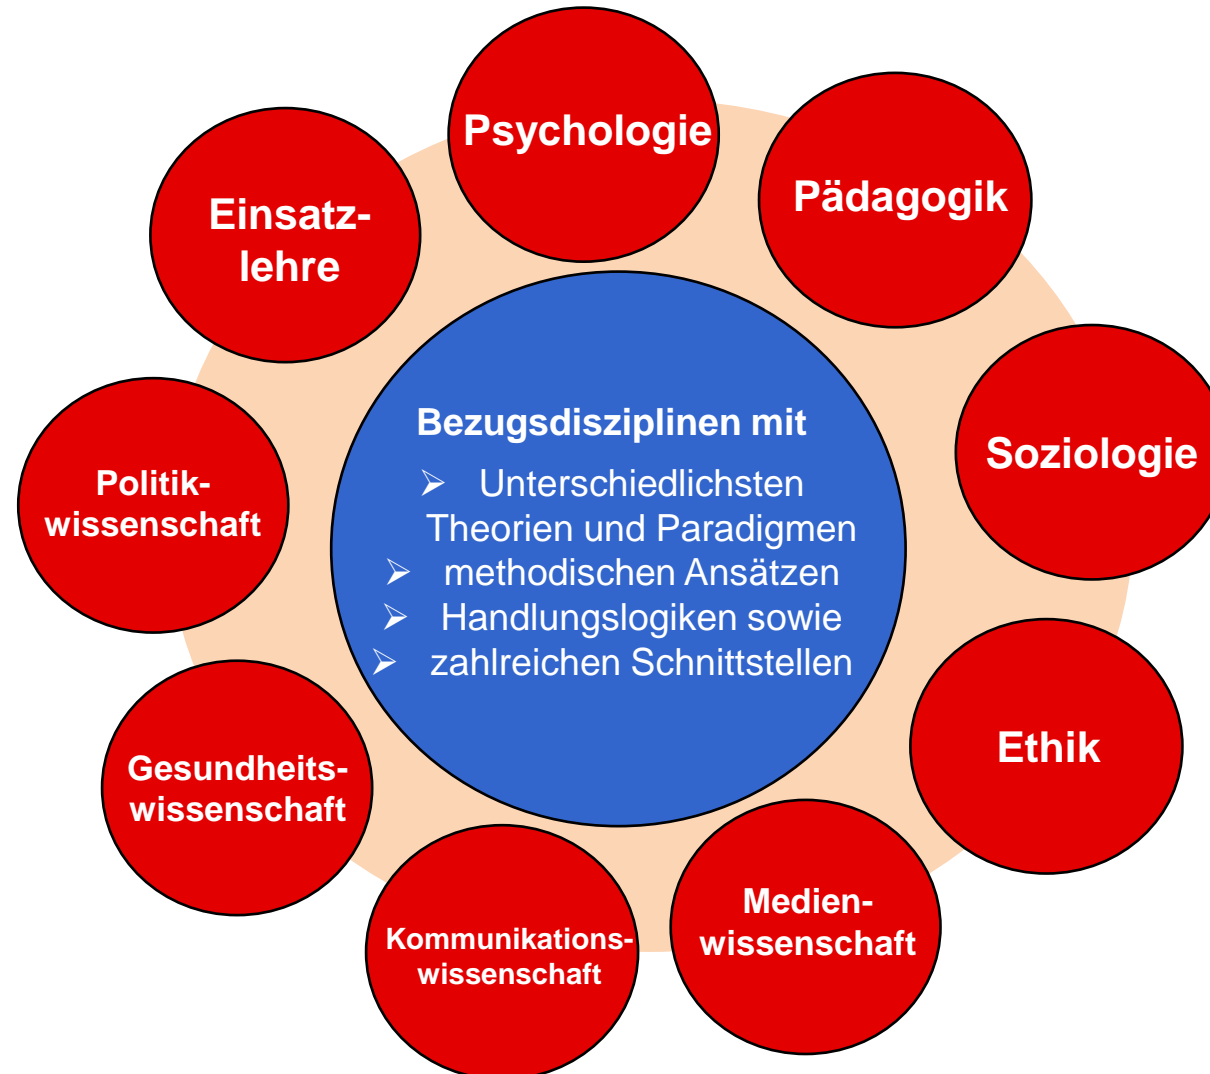 Psychologie
Pädagogik
Einsatz-
lehre
Soziologie
Bezugsdisziplinen mit
➢ Unterschiedlichsten
Theorien und Paradigmen
➢ methodischen Ansätzen
➢ Handlungslogiken sowie
➢ zahlreichen Schnittstellen
Politik-
wissenschaft
Ethik
Gesundheits-
wissenschaft
Medien-
wissenschaft
Kommunikations-
wissenschaft